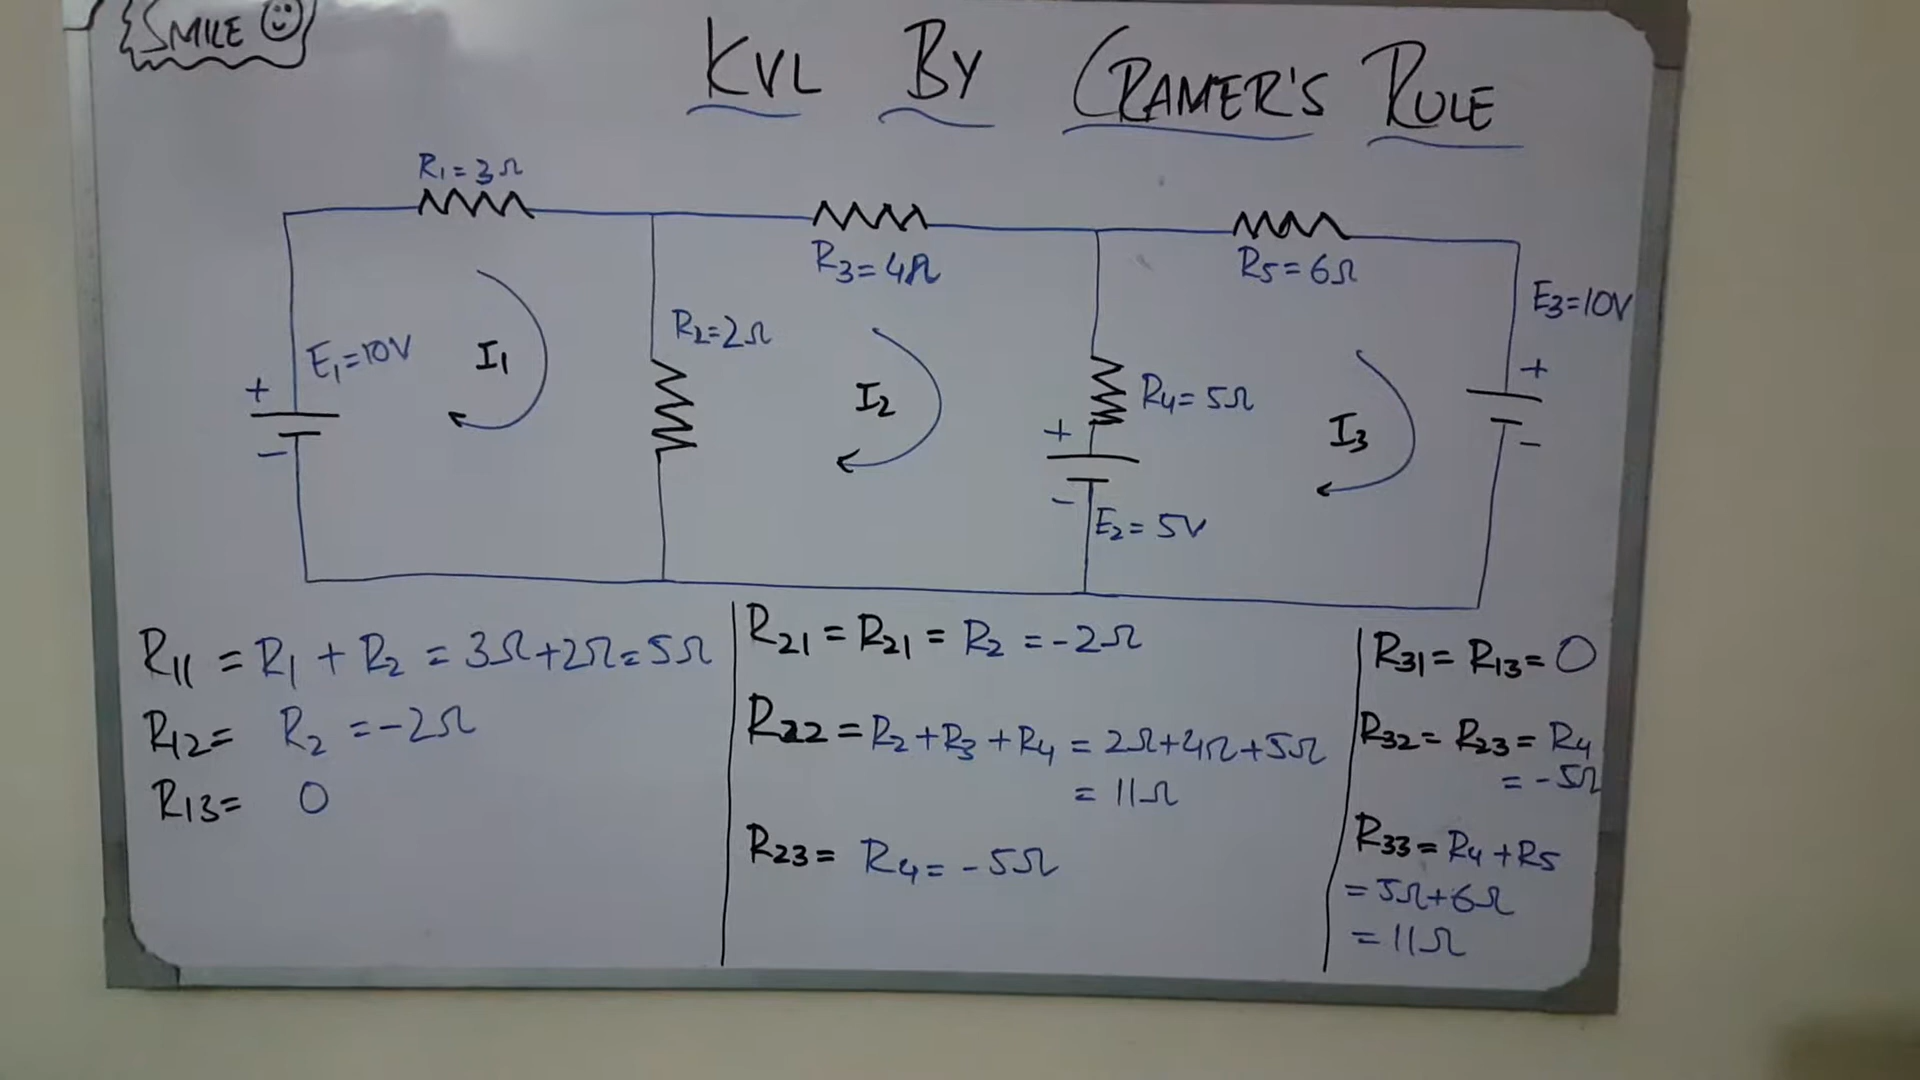 SMILE
KVL BY CRAMER'S RULE
R1=3Ω
R3=4Ω
R5=6Ω
E3=10V
R2=2Ω
E1=10V
I1
+
-
I2
R4=5Ω
+
-
I3
+
-
E2=5V
R11=R1+R2=3Ω+2Ω=5Ω
R12= R2=-2Ω
R13= 0
R21=R21=R2=-2Ω
R22=R2+R3+R4=2Ω+4Ω+5Ω
=11Ω
R23=R4=-5Ω
R31=R13=0
R32=R23=R4
=-5Ω
R33=R4+R5
=5Ω+6Ω
=11Ω